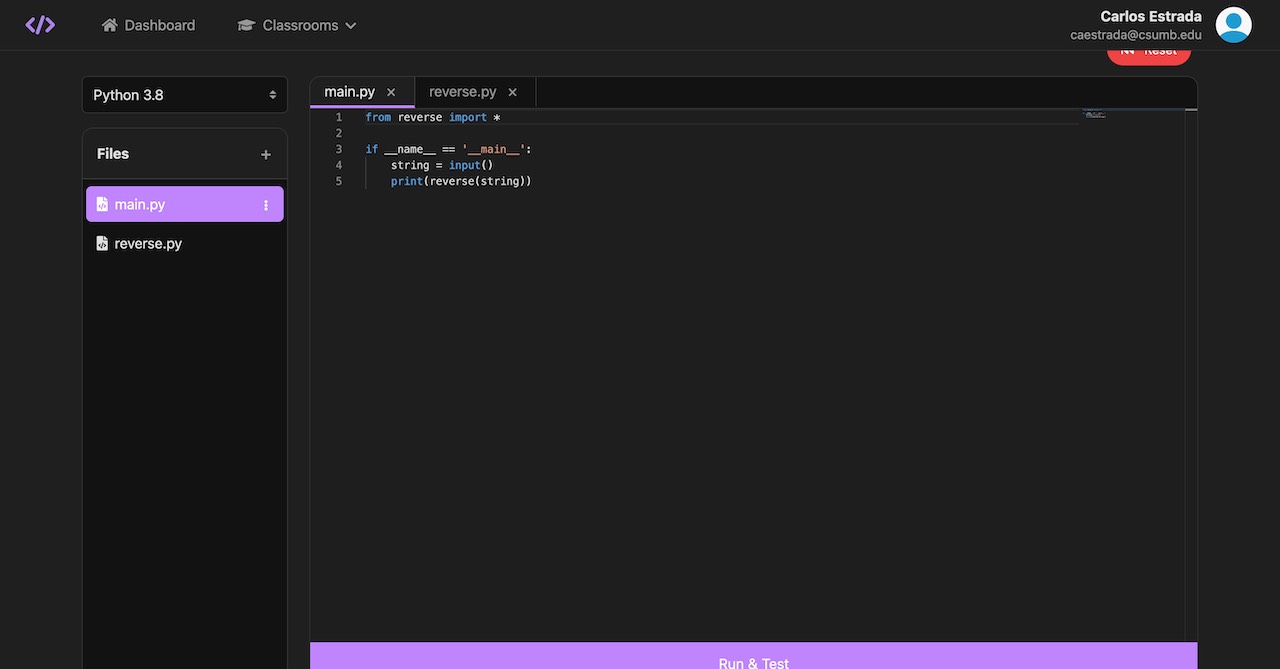 Dashboard
Classrooms
Carlos Estrada
caestrada@csumb.edu
Reset
Python 3.8
Files
+
main.py
reverse.py
main.py ×
reverse.py ×
1 from reverse import *
2
3 if __name__ == '__main__':
4     string = input()
5     print(reverse(string))
Run & Test